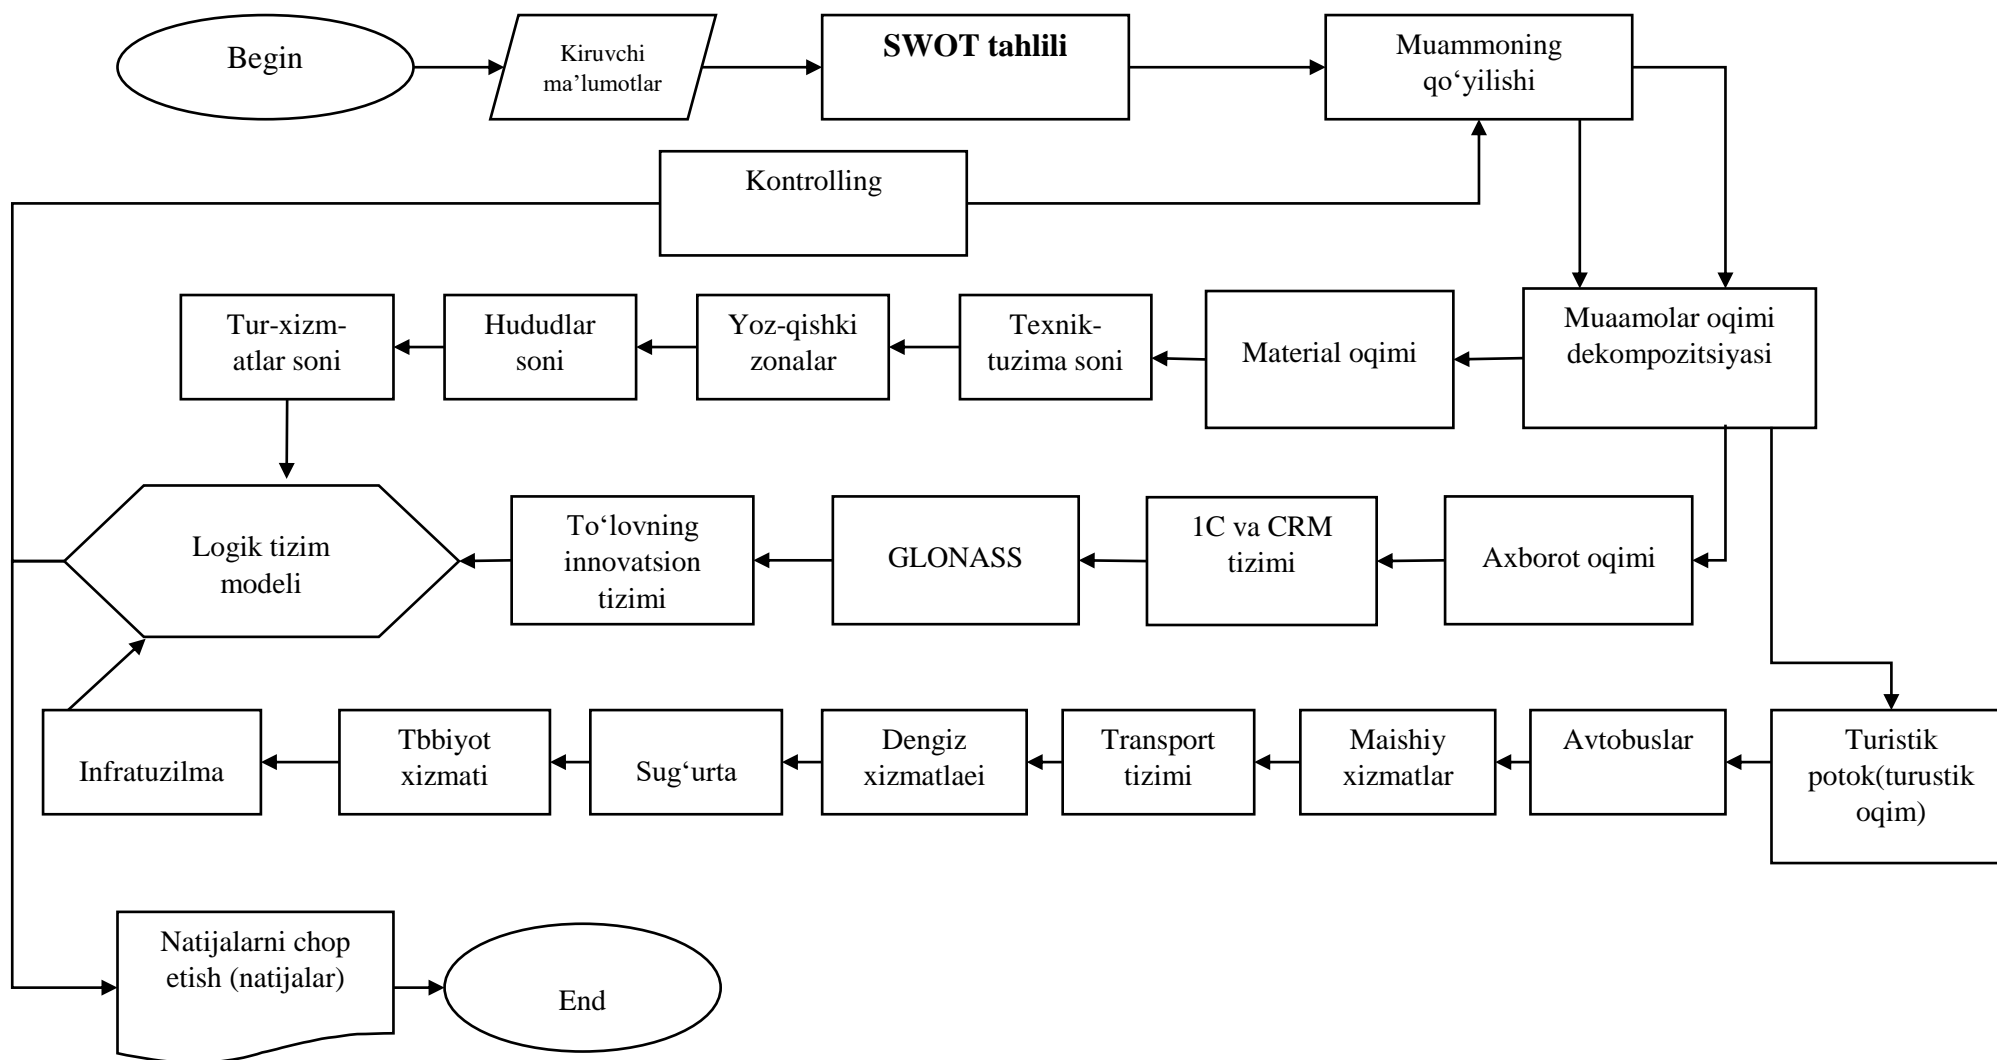 Begin
Kiruvchi
ma’lumotlar
SWOT tahlili
Muammoning
qo‘yilishi
Kontrolling
Tur-xizm-
atlar soni
Hududlar
soni
Yoz-qishki
zonalar
Texnik-
tuzima soni
Material oqimi
Muaamolar oqimi
dekompozitsiyasi
Logik tizim
modeli
To‘lovning
innovatsion
tizimi
GLONASS
1C va CRM
tizimi
Axborot oqimi
Infratuzilma
Tbbiyot
xizmati
Sug‘urta
Dengiz
xizmatlaei
Transport
tizimi
Maishiy
xizmatlar
Avtobuslar
Turistik
potok(turustik
oqim)
Natijalarni chop
etish (natijalar)
End